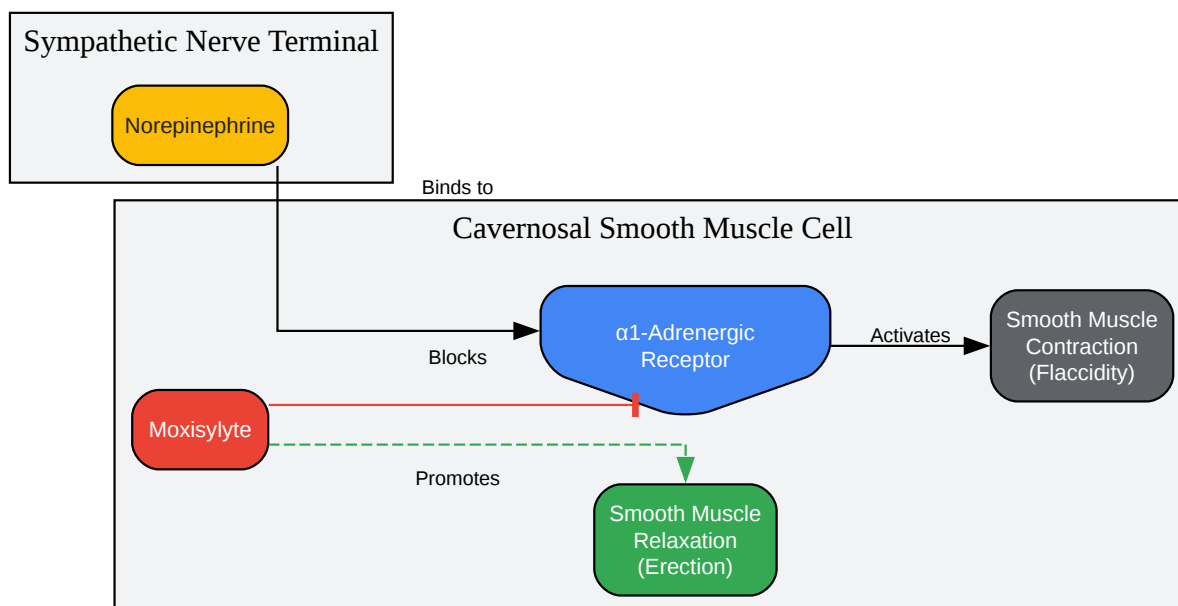 Sympathetic Nerve Terminal
Norepinephrine
Binds to
Cavernosal Smooth Muscle Cell
α1-Adrenergic
Receptor
Activates
Smooth Muscle
Contraction
(Flaccidity)
Blocks
Moxisylyte
Promotes
Smooth Muscle
Relaxation
(Erection)